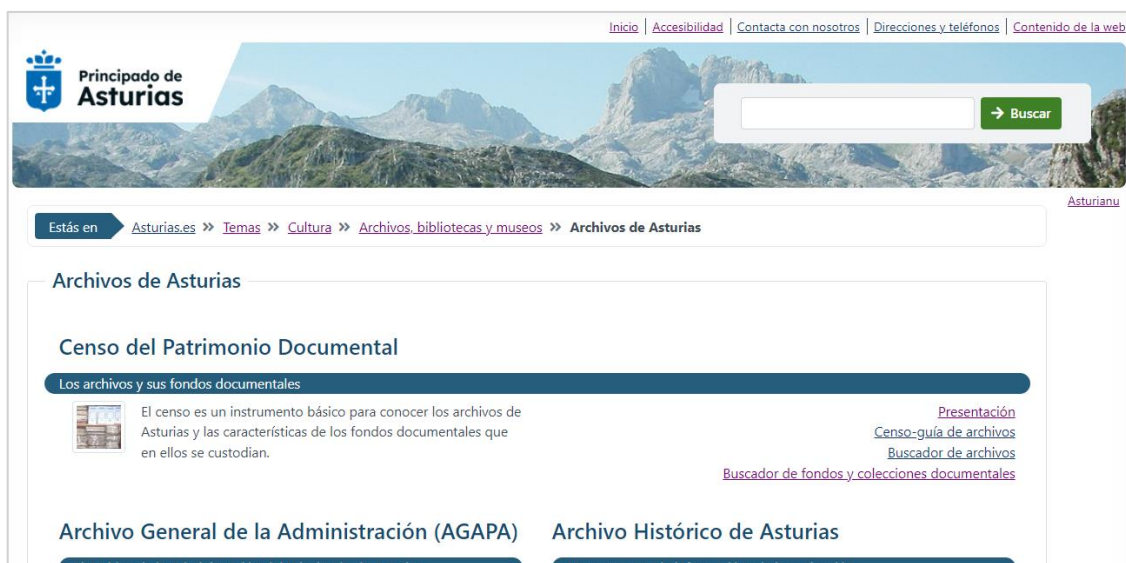 Inicio | Accesibilidad | Contacta con nosotros | Direcciones y teléfonos | Contenido de la web
Principado de
Asturias
→ Buscar
Asturianu
Estás en Asturias.es » Temas » Cultura » Archivos, bibliotecas y museos » Archivos de Asturias
Archivos de Asturias
Censo del Patrimonio Documental
Los archivos y sus fondos documentales
El censo es un instrumento básico para conocer los archivos de
Asturias y las características de los fondos documentales que
en ellos se custodian.
Presentación
Censo-guía de archivos
Buscador de archivos
Buscador de fondos y colecciones documentales
Archivo General de la Administración (AGAPA)
Archivo Histórico de Asturias